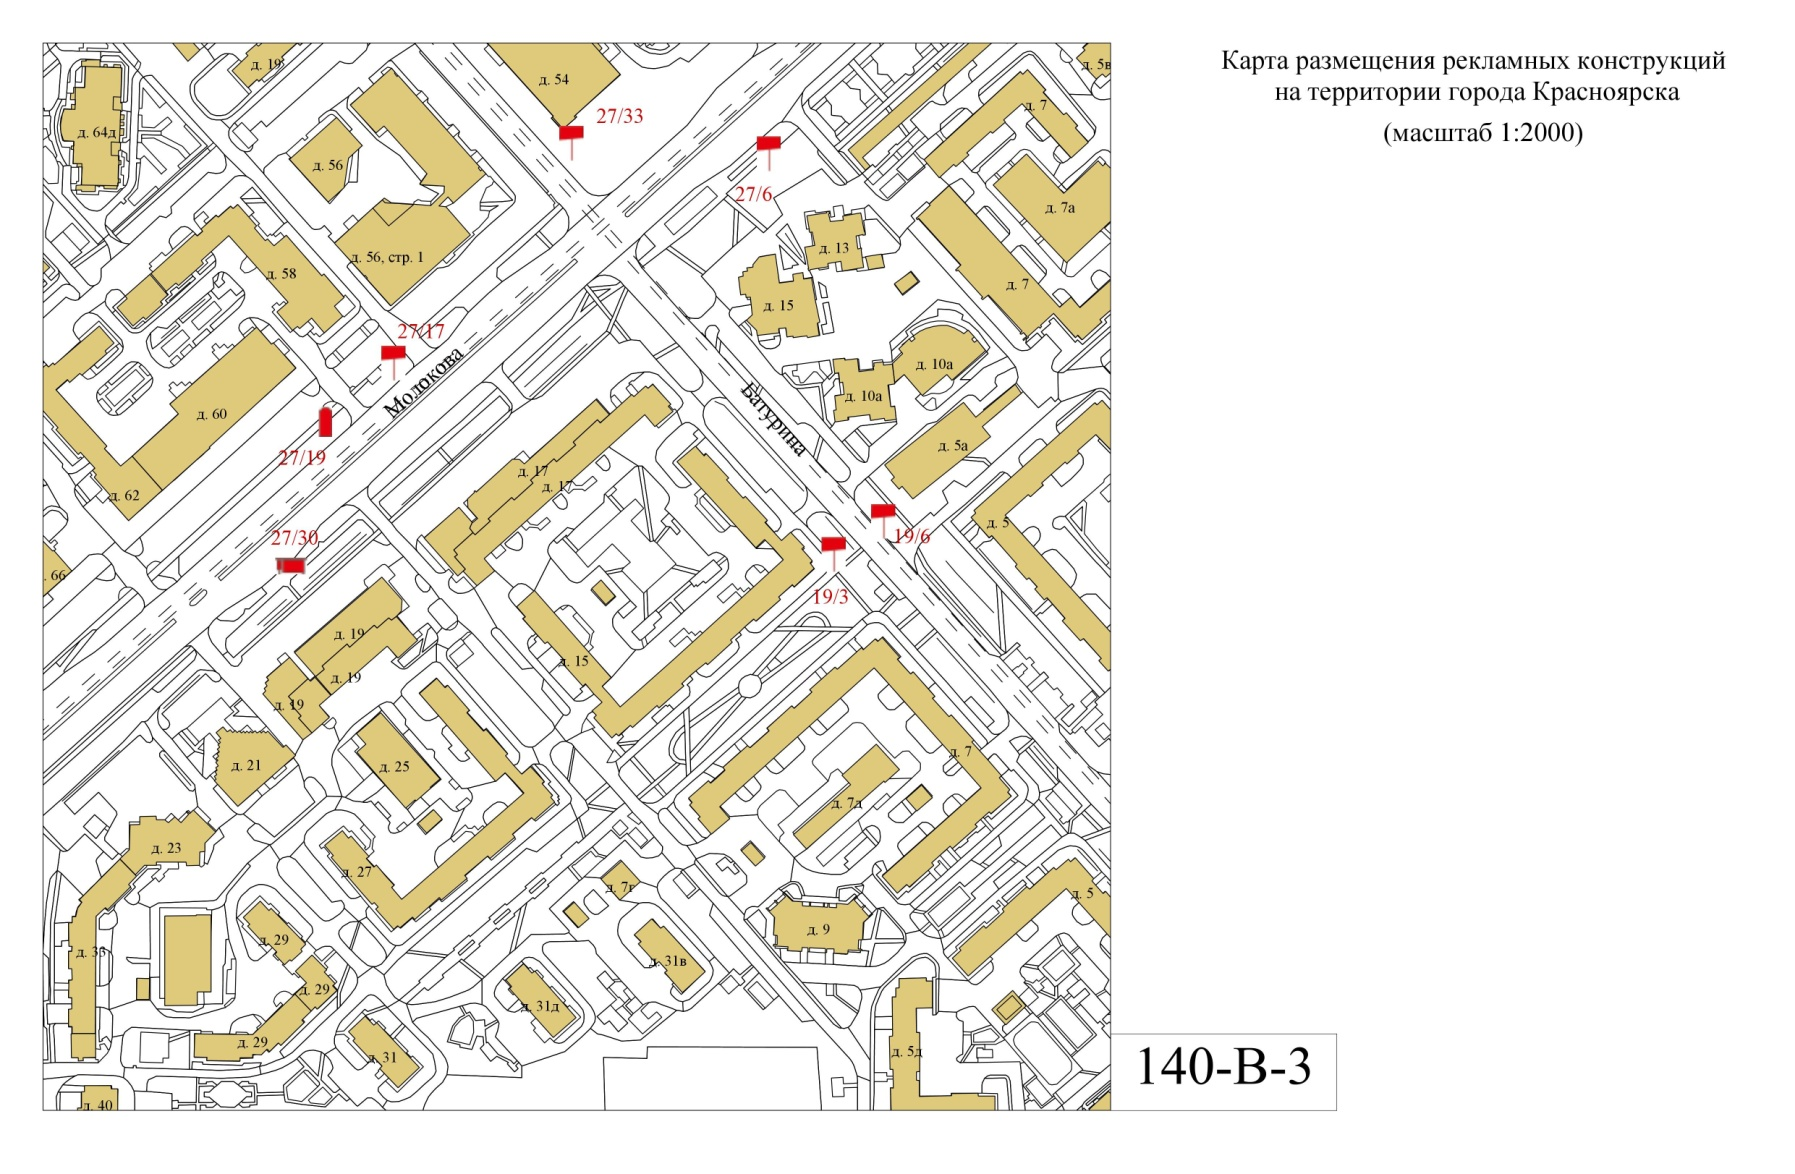 Карта размещения рекламных конструкций
на территории города Красноярска
(масштаб 1:2000)
д. 19
д. 54
д. 5в
27/33
д. 7
д. 64д
д. 56
27/6
д. 7а
д. 13
д. 56, стр. 1
д. 58
д. 7
д. 15
27/17
Молокова
д. 10а
д. 10а
Батурина
д. 60
27/19
д. 5а
д. 17
д. 17
д. 62
д. 5
27/30
19/6
. 66
19/3
д. 19
д. 15
д. 19
д. 19
д. 7
д. 21
д. 25
д. 7д
д. 23
д. 27
д. 7г
д. 5
д. 9
д. 29
д. 33
д. 31в
д. 29
д. 31д
д. 29
д. 31
д. 5д
140-В-3
д. 40